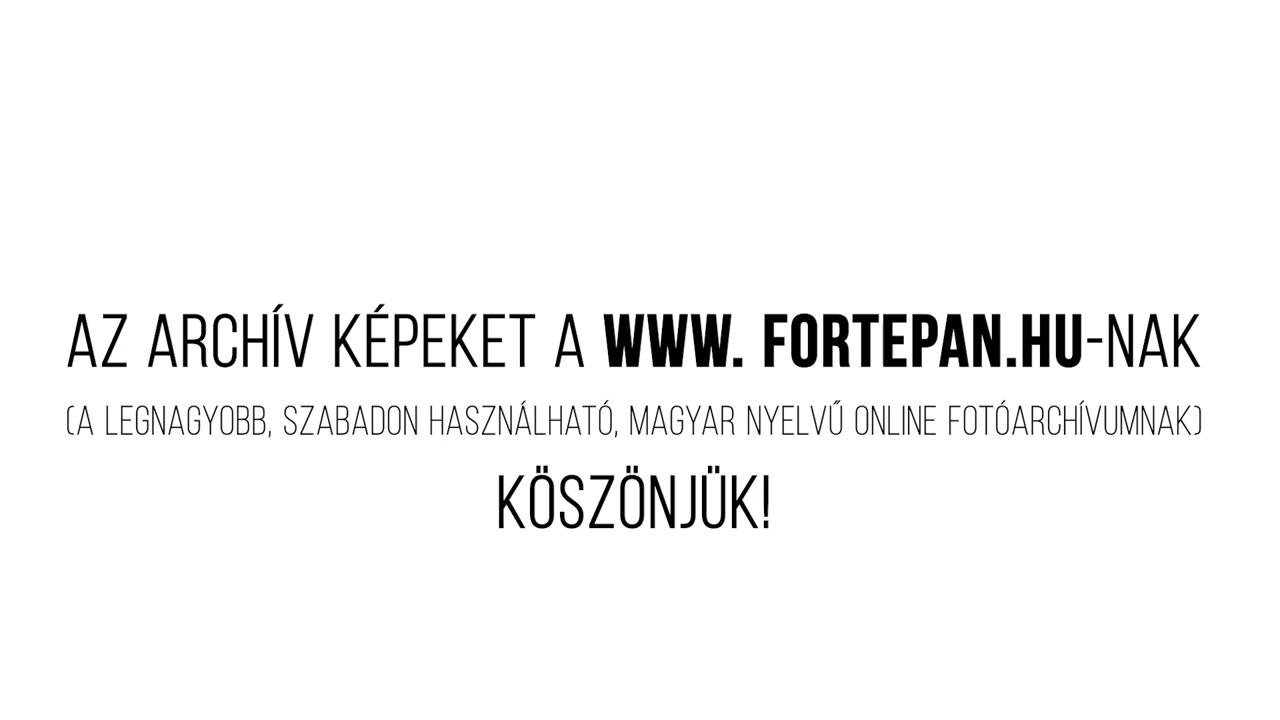 AZ ARCHÍV KÉPEKET A WWW. FORTEPAN.HU-NAK
(A LEGNAGYOBB, SZABADON HASZNÁLHATÓ, MAGYAR NYELVŰ ONLINE FOTÓARCHÍVUMNAK)
KÖSZÖNJÜK!